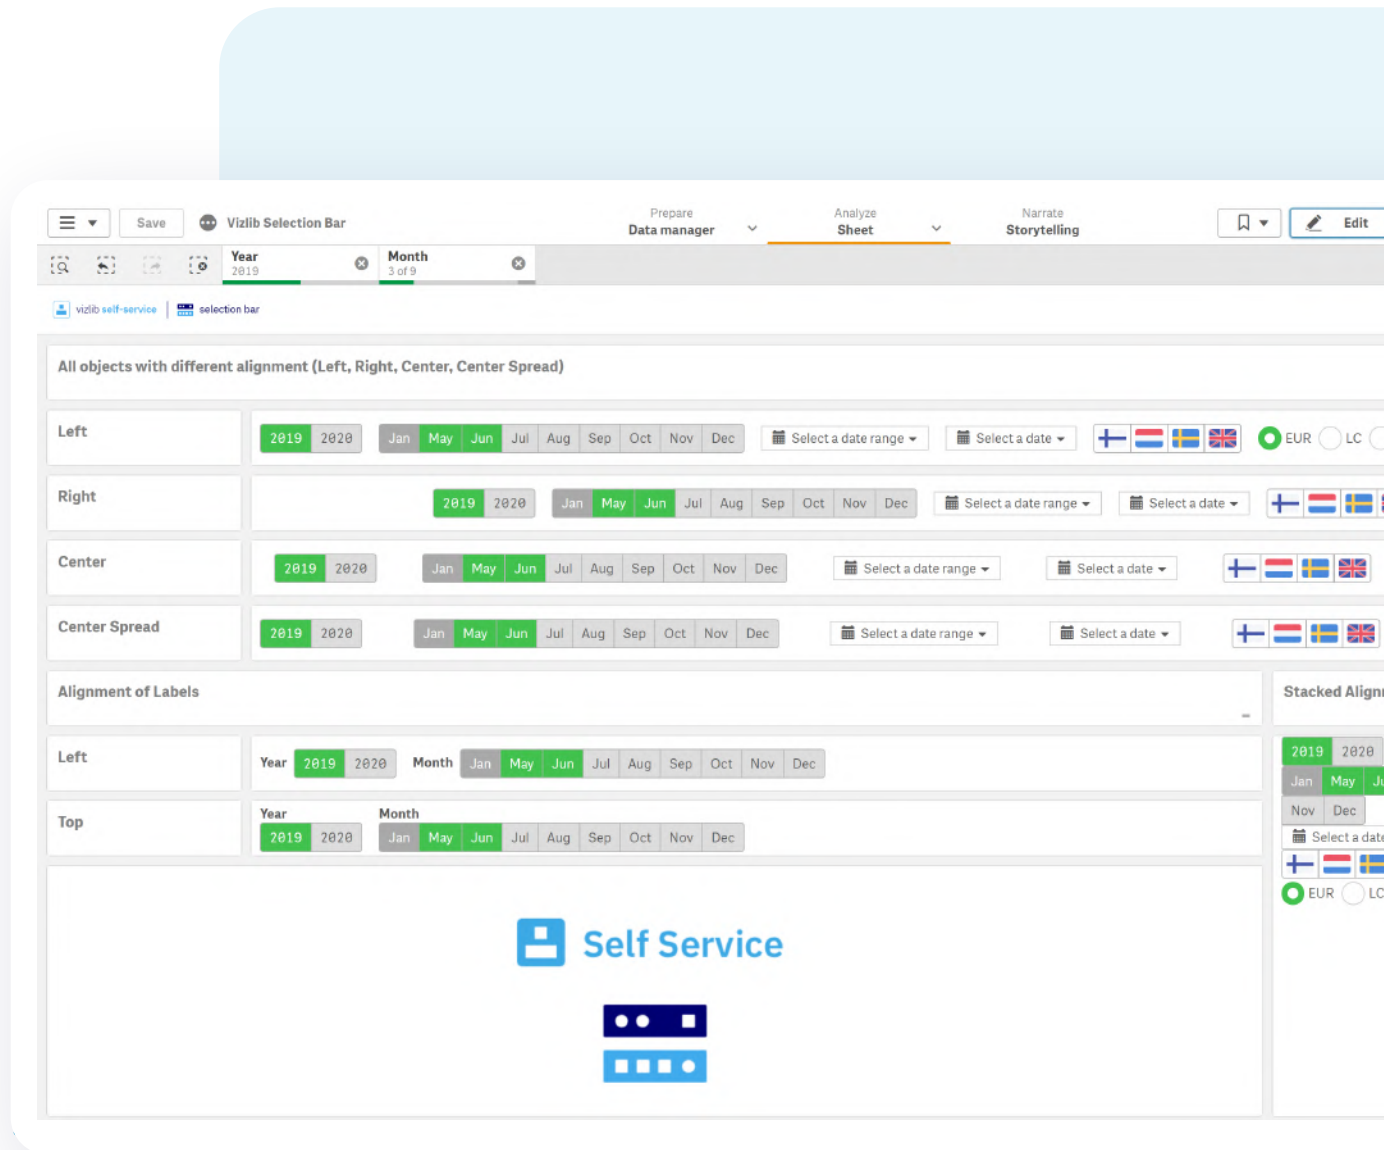 Prepare Analyze Narrate
Save Vizlib Selection Bar Data manager Sheet Storytelling Edit
Year Month
2019 3 of 9
vizlib self-service selection bar
All objects with different alignment (Left, Right, Center, Center Spread)
Left 2019 2020 Jan May Jun Jul Aug Sep Oct Nov Dec Select a date range Select a date EUR LC
Right 2019 2020 Jan May Jun Jul Aug Sep Oct Nov Dec Select a date range Select a date
Center 2019 2020 Jan May Jun Jul Aug Sep Oct Nov Dec Select a date range Select a date
Center Spread 2019 2020 Jan May Jun Jul Aug Sep Oct Nov Dec Select a date range Select a date
Alignment of Labels
Left Year 2019 2020 Month Jan May Jun Jul Aug Sep Oct Nov Dec
Top Year Month
2019 2020 Jan May Jun Jul Aug Sep Oct Nov Dec
Stacked
2019 2020
Jan May
Nov Dec
Select a date
EUR LC
Self Service